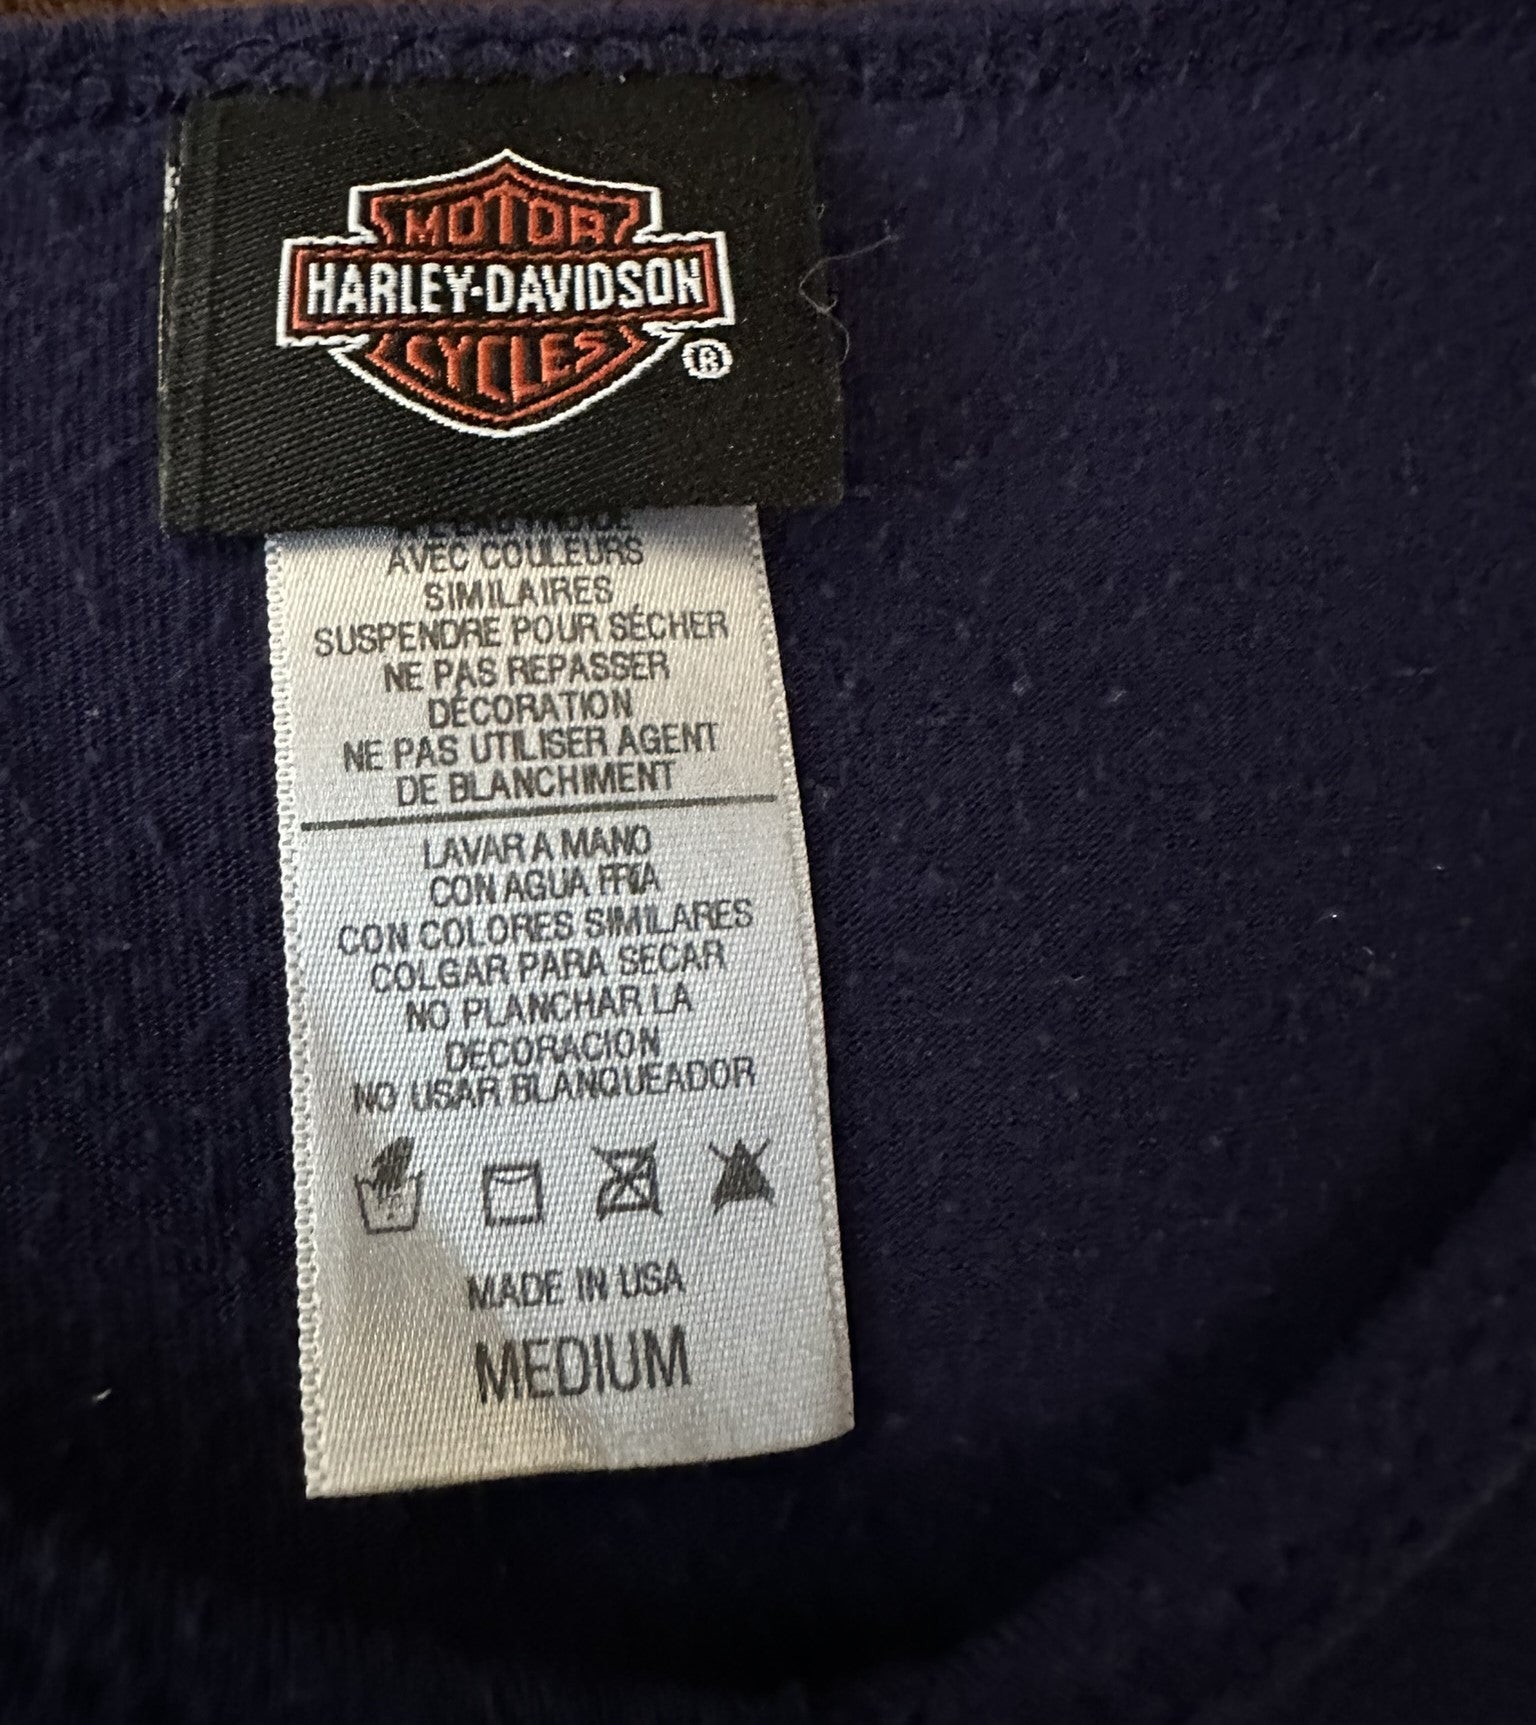 MOTOR
HARLEY-DAVIDSON
CYCLES
®
AVEC COULEURS
SIMILAIRES
SUSPENDRE POUR SÉCHER
NE PAS REPASSER
DÉCORATION
NE PAS UTILISER AGENT
DE BLANCHIMENT
LAVAR A MANO
CON AGUA FRIA
CON COLORES SIMILARES
COLGAR PARA SECAR
NO PLANCHAR LA
DECORACION
NO USAR BLANQUEADOR
MADE IN USA
MEDIUM